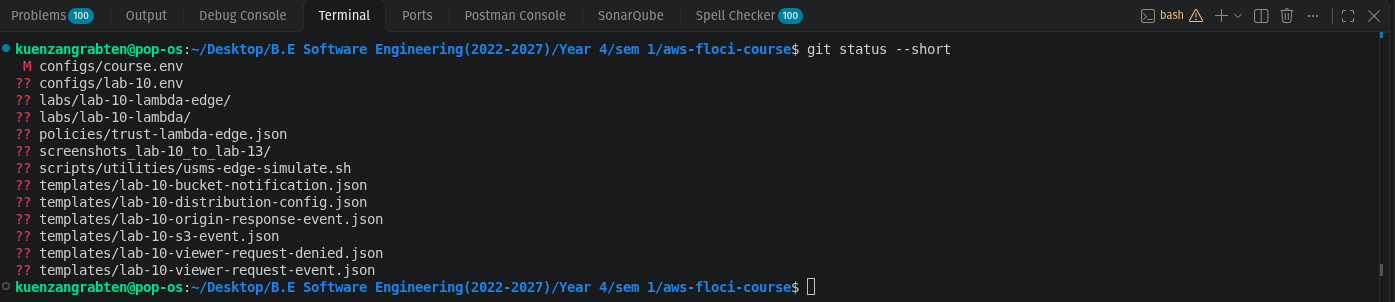 Problems 100 Output Debug Console Terminal Ports Postman Console SonarQube Spell Checker 100 bash
kuenzangrabten@pop-os:~/Desktop/B.E Software Engineering(2022-2027)/Year 4/sem 1/aws-floci-course$ git status --short
 M configs/course.env
?? configs/lab-10.env
?? labs/lab-10-lambda-edge/
?? labs/lab-10-lambda/
?? policies/trust-lambda-edge.json
?? screenshots_lab-10_to_lab-13/
?? scripts/utilities/usms-edge-simulate.sh
?? templates/lab-10-bucket-notification.json
?? templates/lab-10-distribution-config.json
?? templates/lab-10-origin-response-event.json
?? templates/lab-10-s3-event.json
?? templates/lab-10-viewer-request-denied.json
?? templates/lab-10-viewer-request-event.json
kuenzangrabten@pop-os:~/Desktop/B.E Software Engineering(2022-2027)/Year 4/sem 1/aws-floci-course$